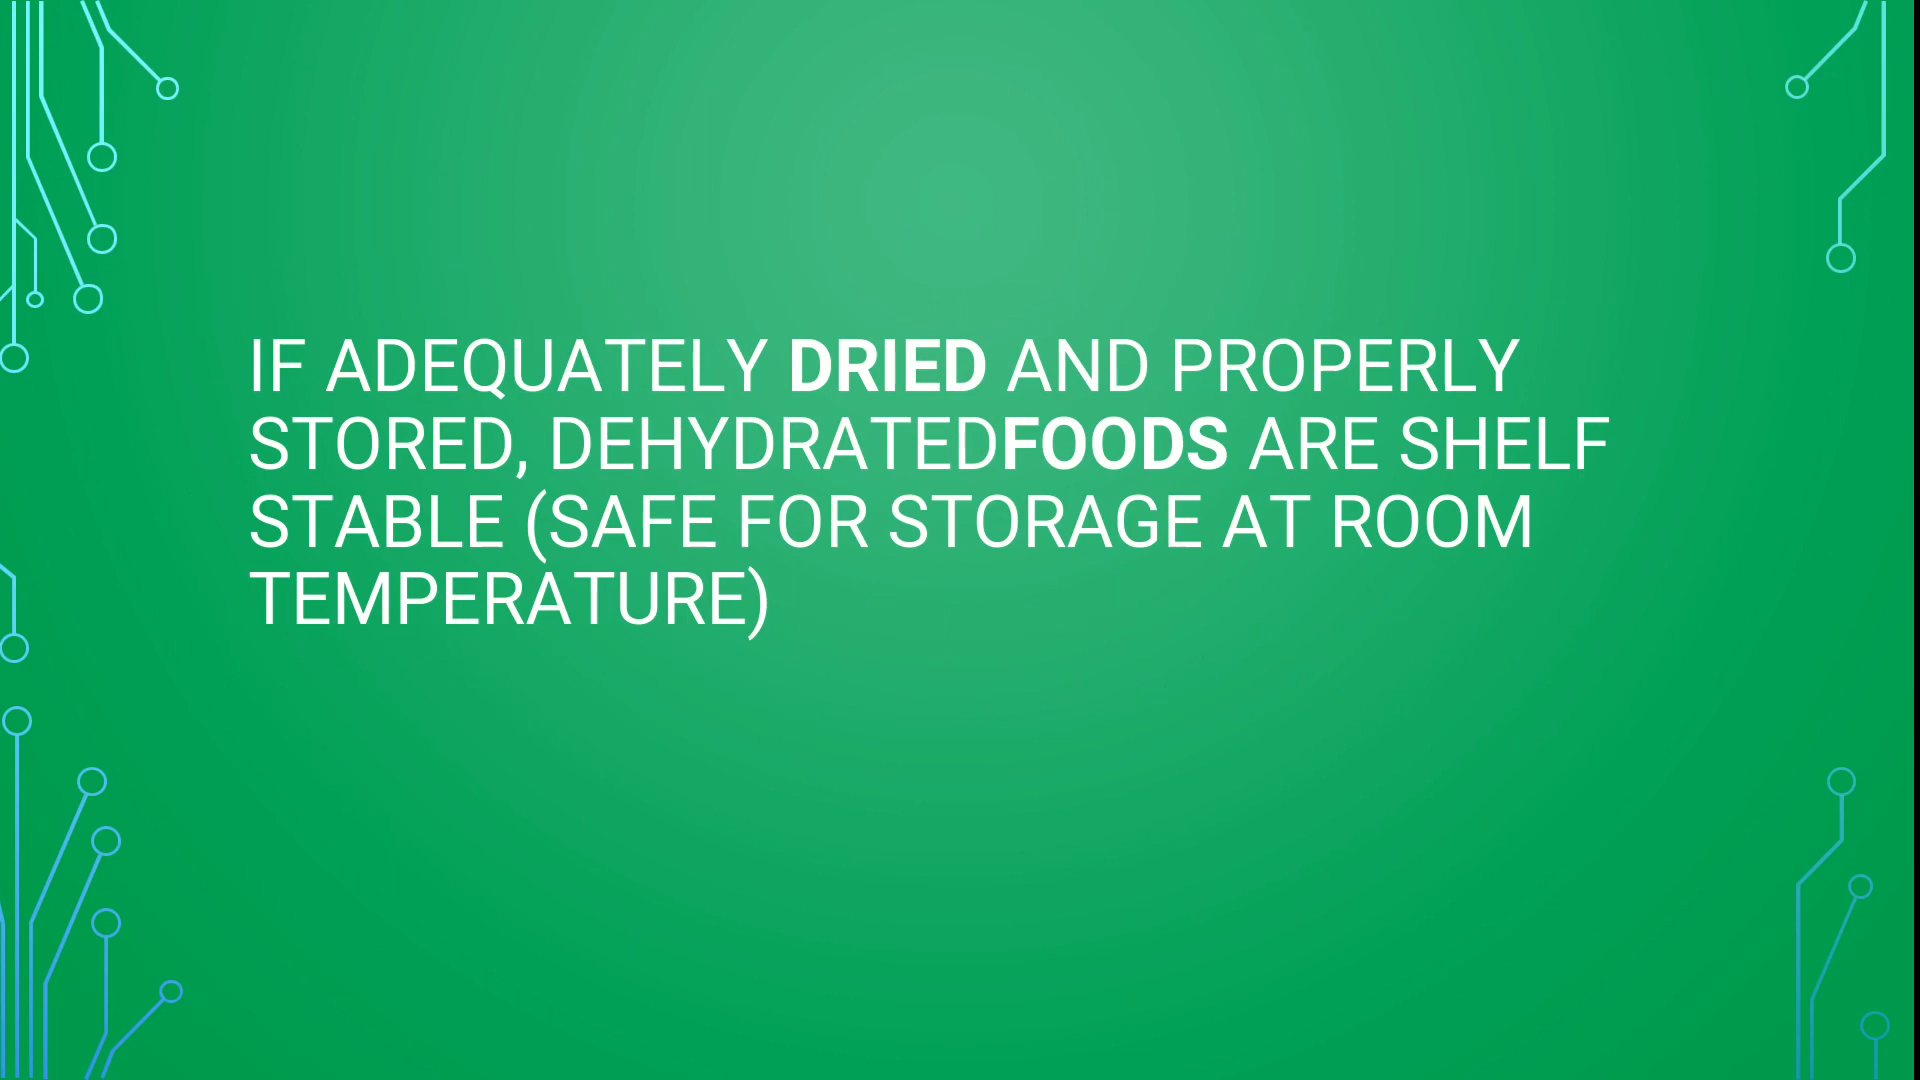 IF ADEQUATELY DRIED AND PROPERLY
STORED, DEHYDRATEDFOODS ARE SHELF
STABLE (SAFE FOR STORAGE AT ROOM
TEMPERATURE)